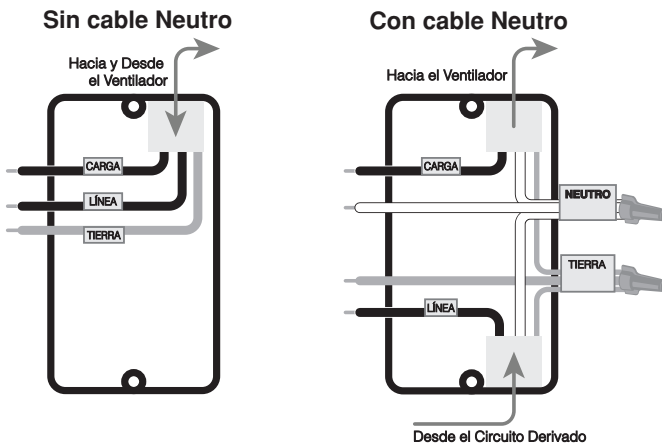 Sin cable Neutro
Hacia y Desde
el Ventilador
CARGA
LÍNEA
TIERRA
Con cable Neutro
Hacia el Ventilador
CARGA
NEUTRO
TIERRA
LÍNEA
Desde el Circuito Derivado